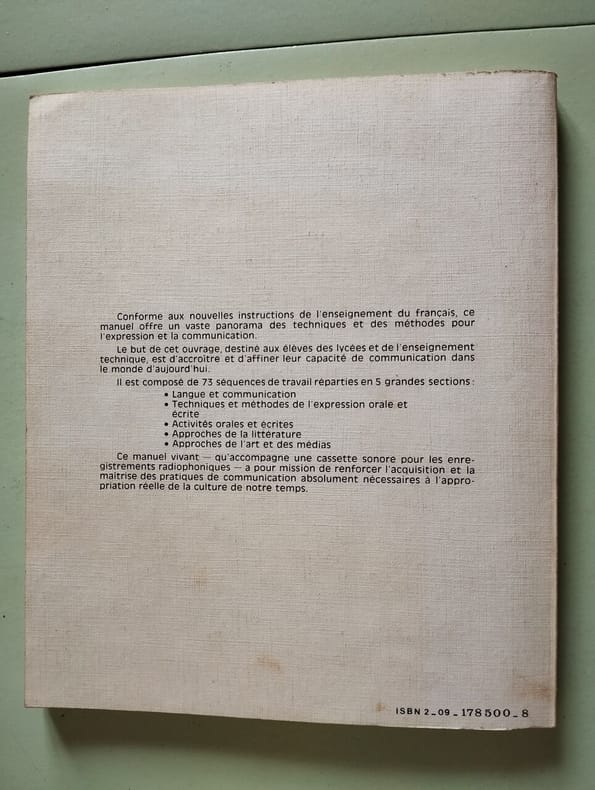 Conforme aux nouvelles instructions de l'enseignement du français, ce
manuel offre un vaste panorama des techniques et des méthodes pour
l'expression et la communication.
Le but de cet ouvrage, destiné aux élèves des lycées et de l'enseignement
technique, est d'accroître et d'affiner leur capacité de communication dans
le monde d'aujourd'hui.
Il est composé de 73 séquences de travail réparties en 5 grandes sections :
• Langue et communication
• Techniques et méthodes de l'expression orale et
écrite
• Activités orales et écrites
• Approches de la littérature
• Approches de l'art et des médias
Ce manuel vivant — qu'accompagne une cassette sonore pour les enre-
gistrements radiophoniques — a pour mission de renforcer l'acquisition et la
maîtrise des pratiques de communication absolument nécessaires à l'appro-
priation réelle de la culture de notre temps.
ISBN 2_09_178500_8